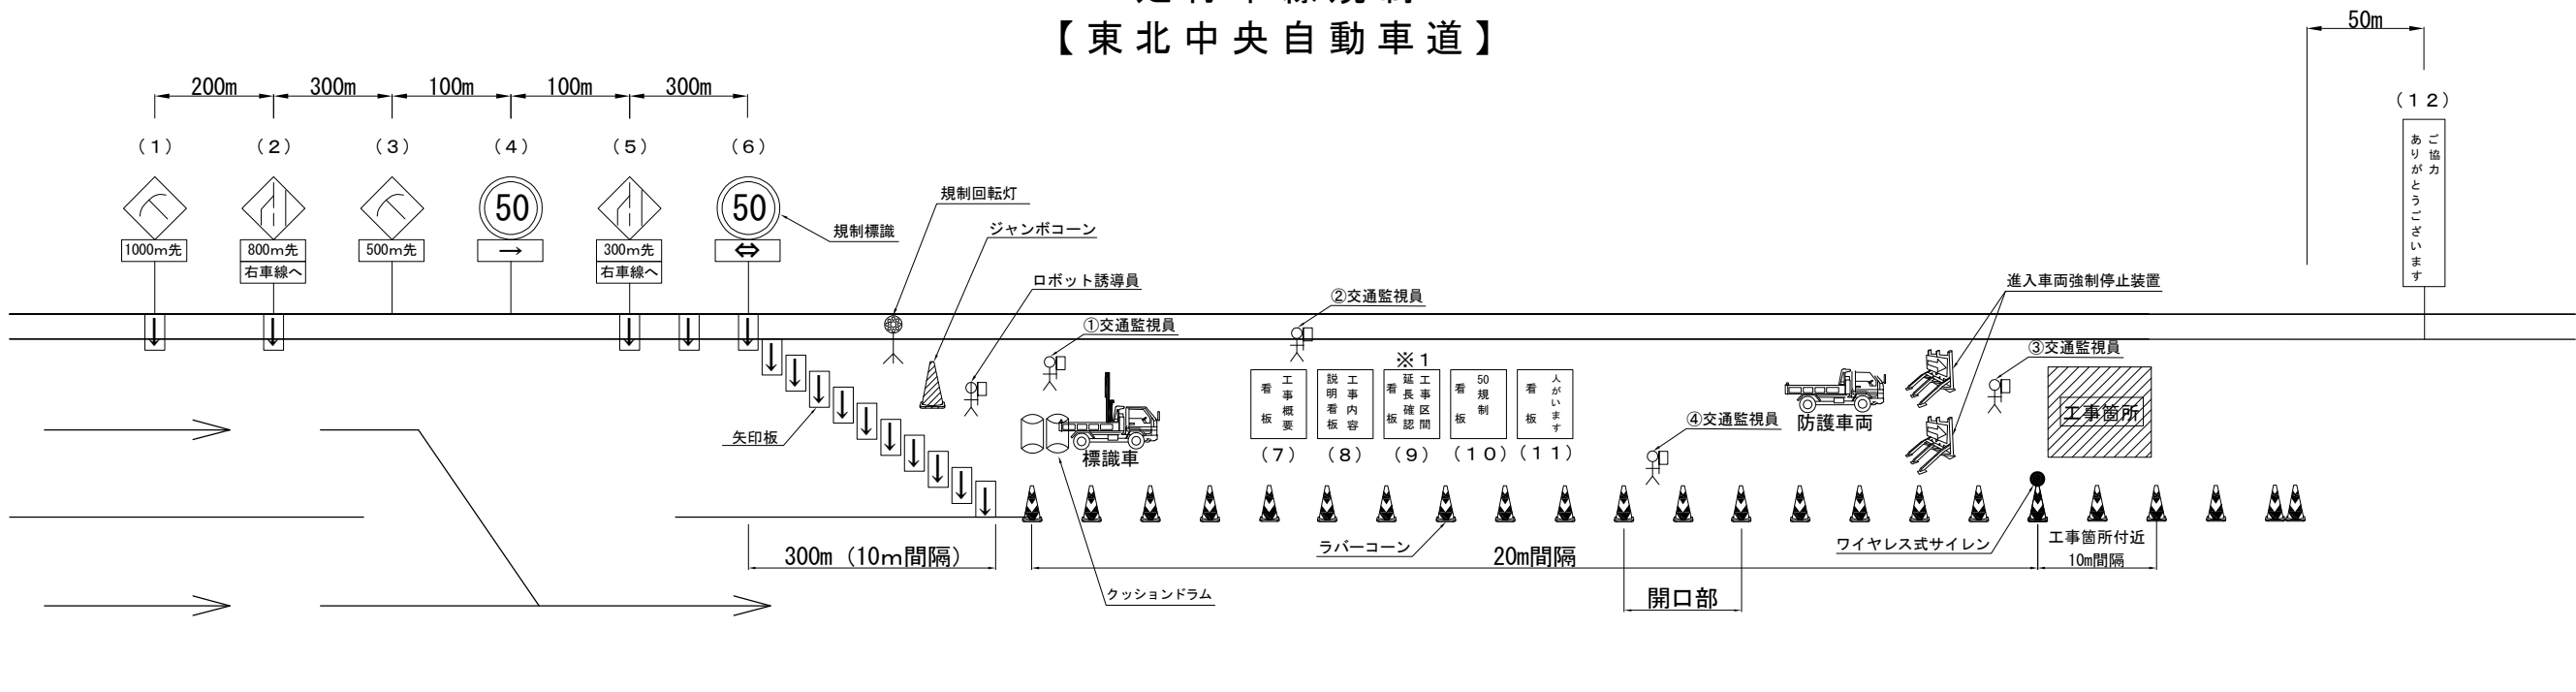 【東北中央自動車道】
50m
200m
300m
100m
100m
300m
(1)
(2)
(3)
(4)
(5)
(6)
(12)
50
50
1000m先
800m先
右車線へ
500m先
→
300m先
右車線へ
⇔
規制標識
規制回転灯
ジャンボコーン
ロボット誘導員
①交通監視員
②交通監視員
進入車両強制停止装置
③交通監視員
④交通監視員
ご協力
ありがとうございます
※1
工事概要
看板
工事内容
説明看板
工事区間
延長確認
看板
50規制
看板
人がいます
看板
(7)
(8)
(9)
(10)
(11)
矢印板
標識車
防護車両
工事箇所
300m (10m間隔)
クッションドラム
ラバーコーン
20m間隔
開口部
ワイヤレス式サイレン
工事箇所付近
10m間隔